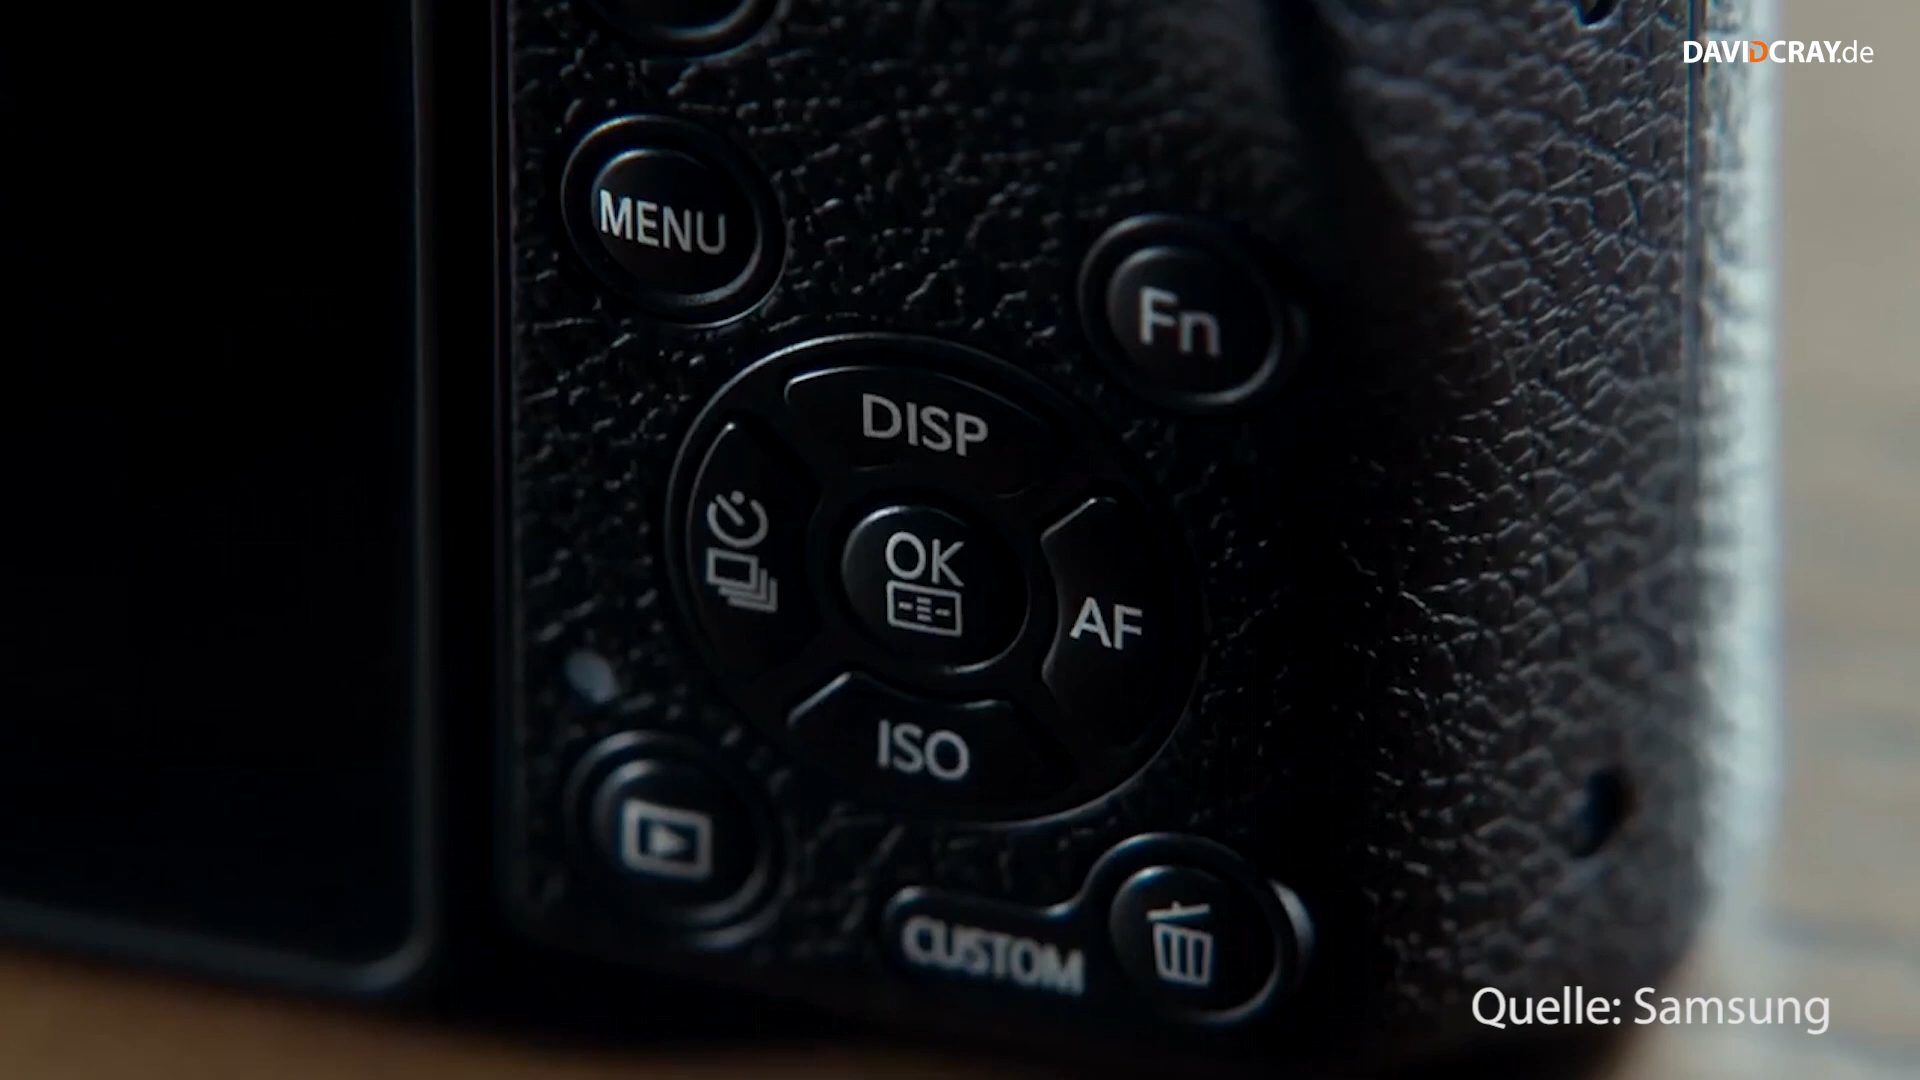 DAVIDCRAY.de
MENU
Fn
DISP
OK
AF
ISO
CUSTOM
Quelle: Samsung